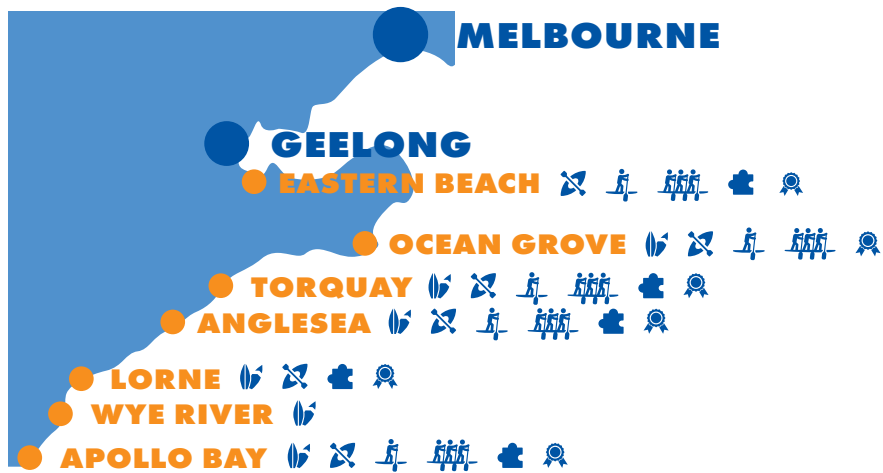 MELBOURNE
GEELONG
EASTERN BEACH
OCEAN GROVE
TORQUAY
ANGLESEA
LORNE
WYE RIVER
APOLLO BAY